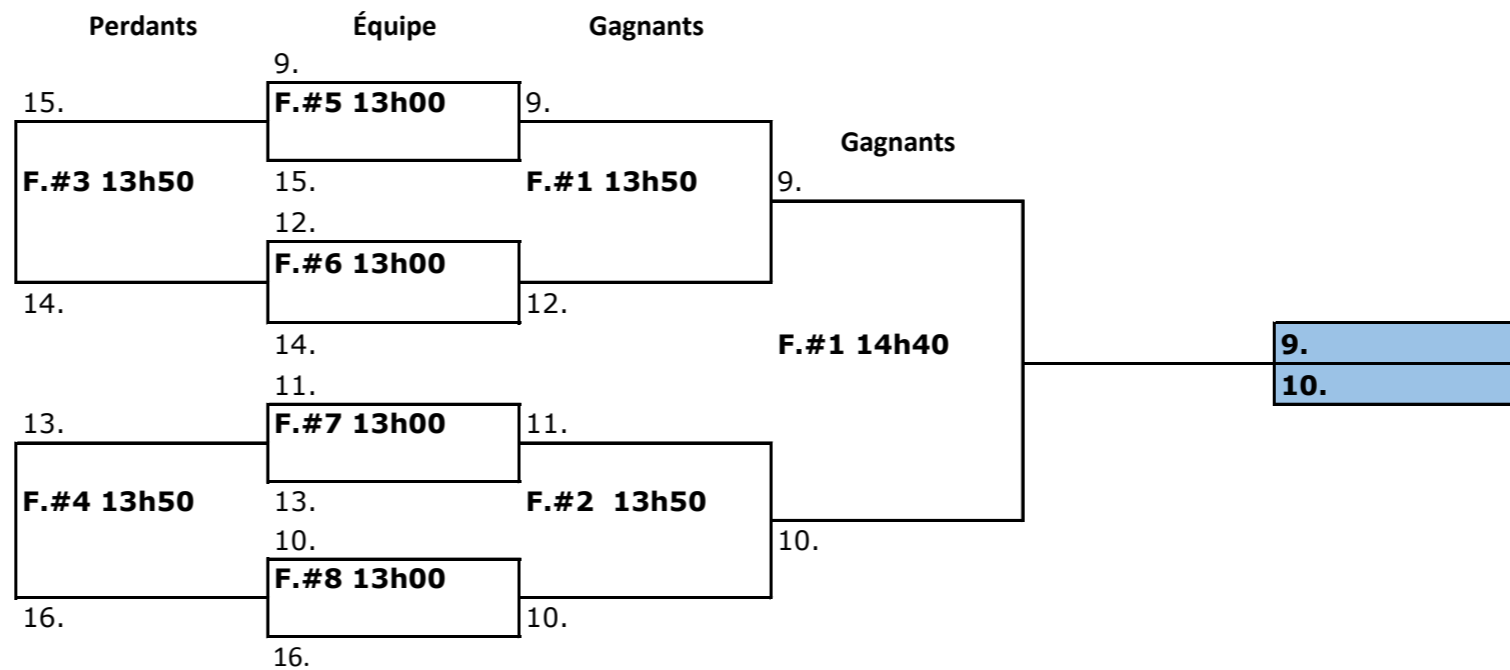 Perdants Équipe Gagnants
9.
15. F.#5 13h00 9.
Gagnants
F.#3 13h50 15. F.#1 13h50 9.
12.
F.#6 13h00
14. 12.
14. F.#1 14h40 9.
11. 10.
13. F.#7 13h00 11.
F.#4 13h50 13. F.#2 13h50
10. 10.
F.#8 13h00
16. 10.
16.